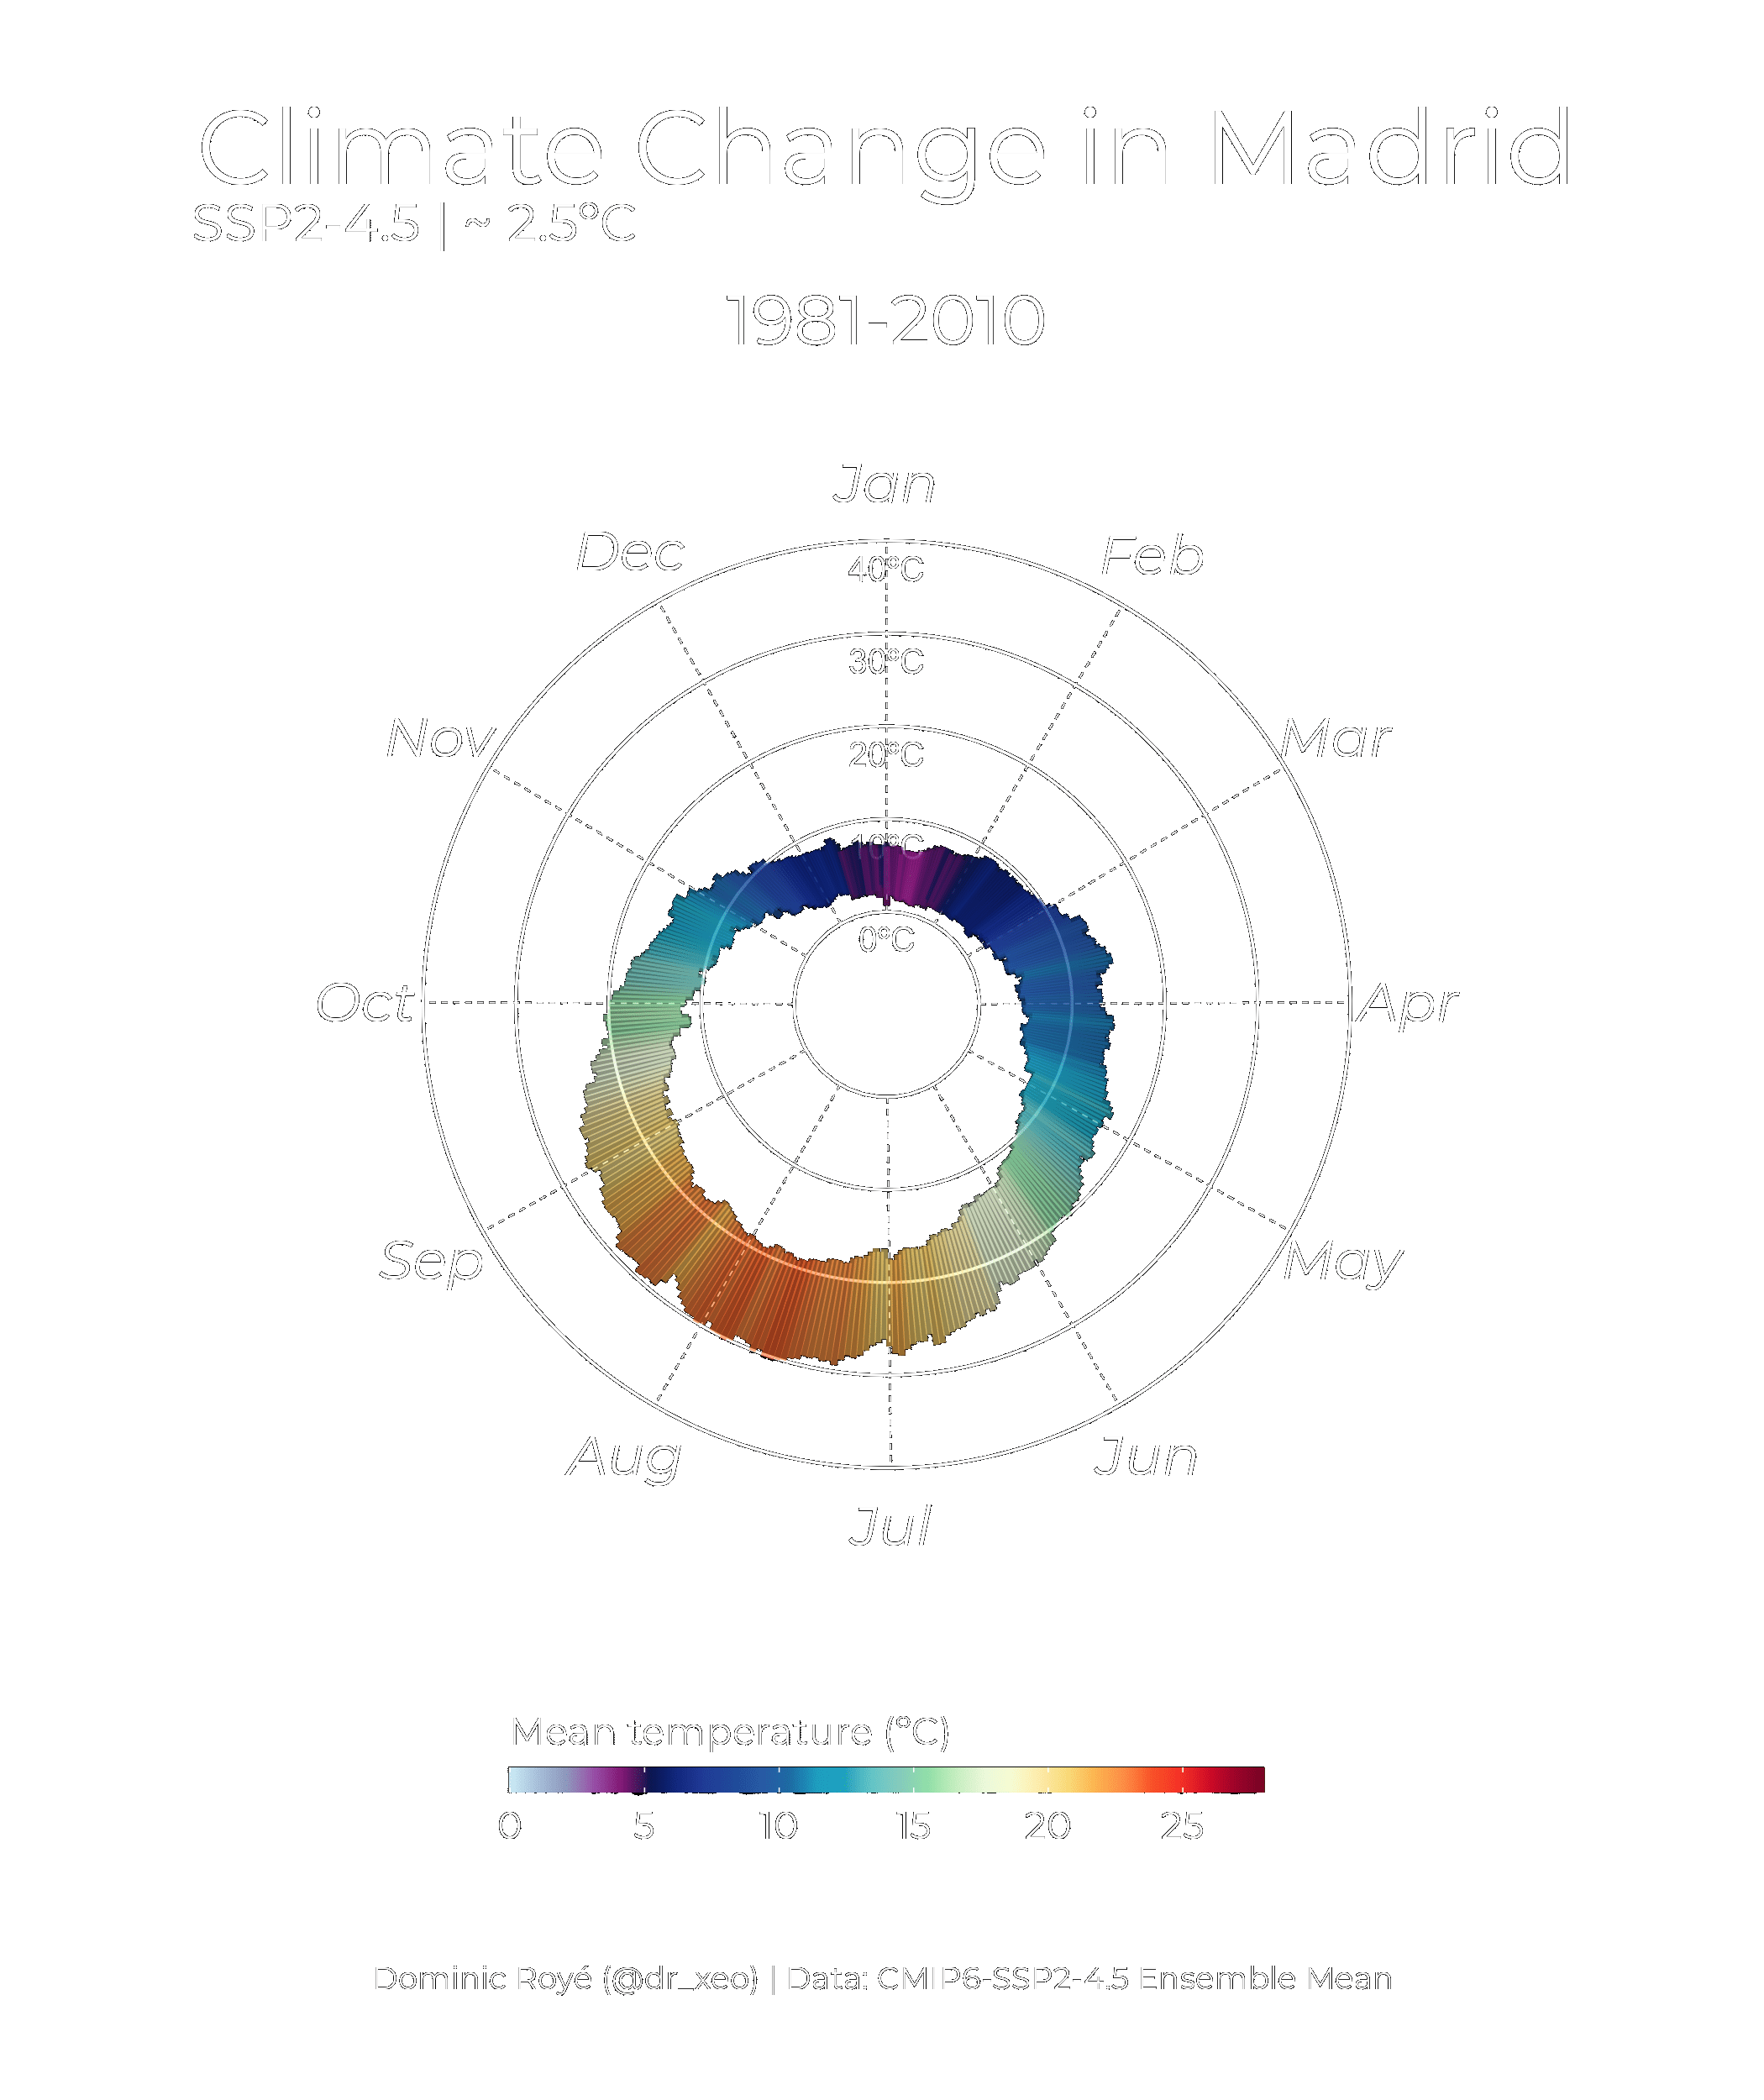 Climate Change in Madrid
SSP2-4.5 | ~ 2.5°C
1981-2010
Jan
Dec
Feb
40°C
30°C
Nov
Mar
20°C
10°C
0°C
Oct
Apr
Sep
May
Aug
Jun
Jul
Mean temperature (°C)
0 5 10 15 20 25
Dominic Royé (@dr_xeo) | Data: CMIP6-SSP2-4.5 Ensemble Mean